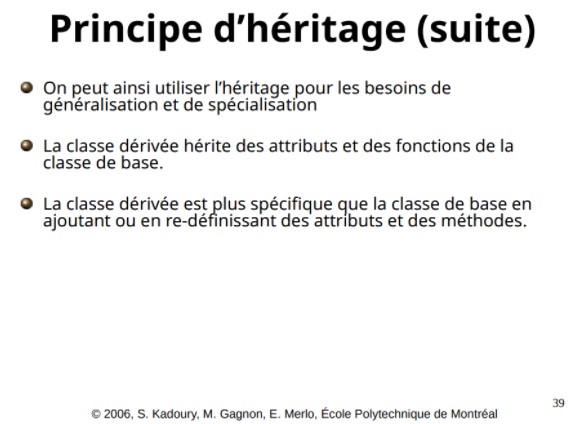 Principe d’héritage (suite)
On peut ainsi utiliser l’héritage pour les besoins de
généralisation et de spécialisation
La classe dérivée hérite des attributs et des fonctions de la
classe de base.
La classe dérivée est plus spécifique que la classe de base en
ajoutant ou en re-définissant des attributs et des méthodes.
39
© 2006, S. Kadoury, M. Gagnon, E. Merlo, École Polytechnique de Montréal